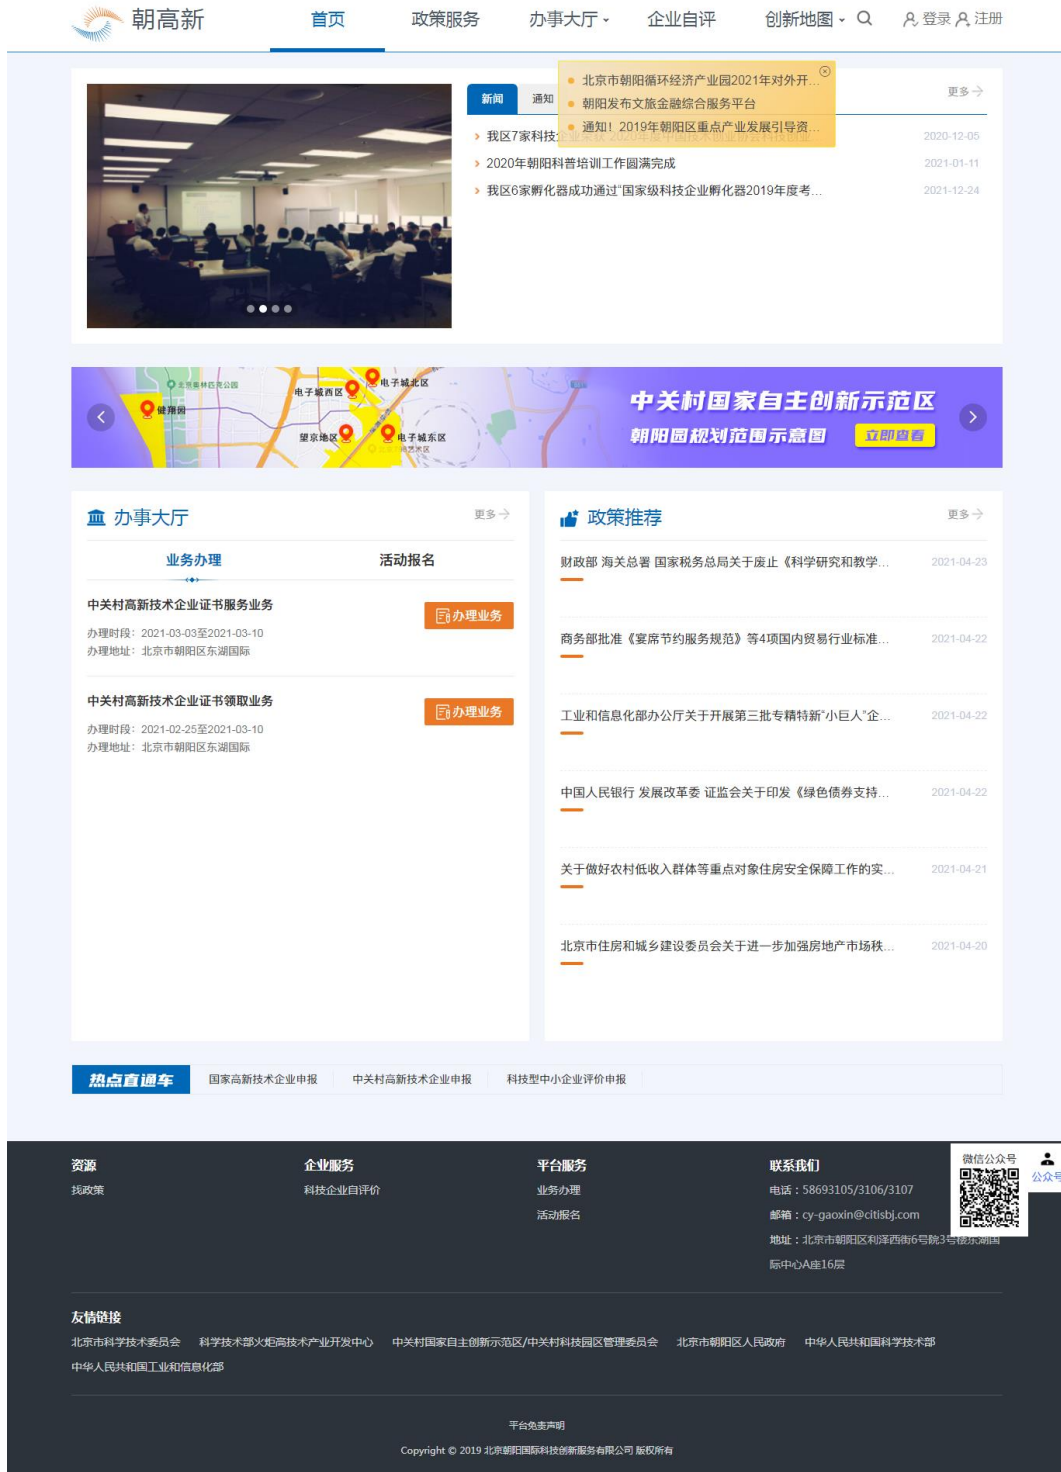 朝高新
首页
政策服务
办事大厅
企业自评
创新地图
登录
注册
北京市朝阳循环经济产业园2021年对外开...
朝阳发布文旅金融综合服务平台
通知！2019年朝阳区重点产业发展引导资...
新闻
通知
更多
我区7家科技企业荣获"2020年度中国技术创业协会科技创业...
2020-12-05
2020年朝阳科普培训工作圆满完成
2021-01-11
我区6家孵化器成功通过"国家级科技企业孵化器2019年度考...
2021-12-24
健翔园
电子城西区
电子城北区
望京地区
电子城东区
中关村国家自主创新示范区
朝阳园规划范围示意图
立即查看
办事大厅
更多
业务办理
活动报名
中关村高新技术企业证书服务业务
办理业务
办理时段：2021-03-03至2021-03-10
办理地址：北京市朝阳区东湖国际
中关村高新技术企业证书领取业务
办理业务
办理时段：2021-02-25至2021-03-10
办理地址：北京市朝阳区东湖国际
政策推荐
更多
财政部 海关总署 国家税务总局关于废止《科学研究和教学...
2021-04-23
商务部批准《宴席节约服务规范》等4项国内贸易行业标准...
2021-04-22
工业和信息化部办公厅关于开展第三批专精特新"小巨人"企...
2021-04-22
中国人民银行 发展改革委 证监会关于印发《绿色债券支持...
2021-04-22
关于做好农村低收入群体等重点对象住房安全保障工作的实...
2021-04-21
北京市住房和城乡建设委员会关于进一步加强房地产市场秩...
2021-04-20
热点直通车
国家高新技术企业申报
中关村高新技术企业申报
科技型中小企业评价申报
资源
找政策
企业服务
科技企业自评价
平台服务
业务办理
活动报名
联系我们
电话：58693105/3106/3107
邮箱：cy-gaoxin@citisbj.com
地址：北京市朝阳区利泽西街6号院3号楼东湖国
际中心A座16层
微信公众号
公众号
友情链接
北京市科学技术委员会 科学技术部火炬高技术产业开发中心 中关村国家自主创新示范区/中关村科技园区管理委员会 北京市朝阳区人民政府 中华人民共和国科学技术部
中华人民共和国工业和信息化部
平台免责声明
Copyright © 2019 北京朝阳国际科技创新服务有限公司 版权所有